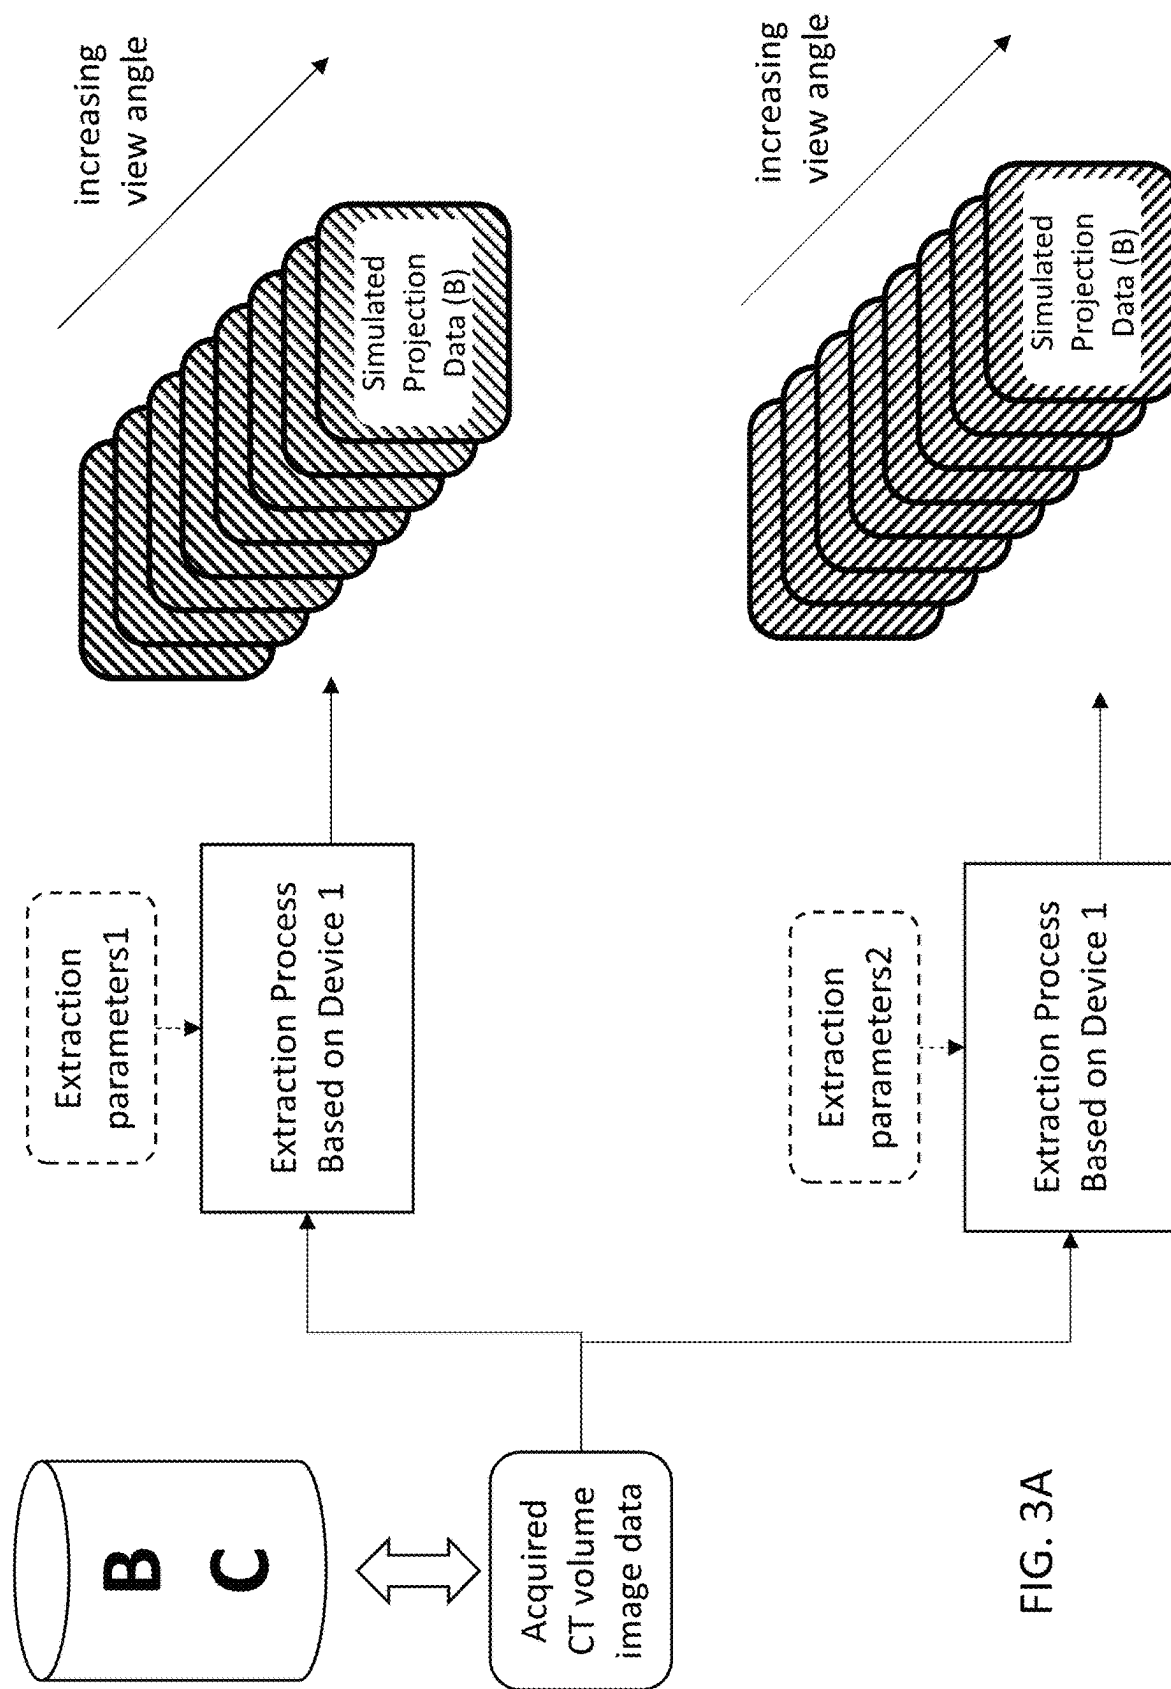 B
C
Acquired
CT volume
image data
Extraction
parameters1
Extraction Process
Based on Device 1
Simulated
Projection
Data (B)
increasing
view angle
Extraction
parameters2
Extraction Process
Based on Device 1
Simulated
Projection
Data (B)
increasing
view angle
FIG. 3A